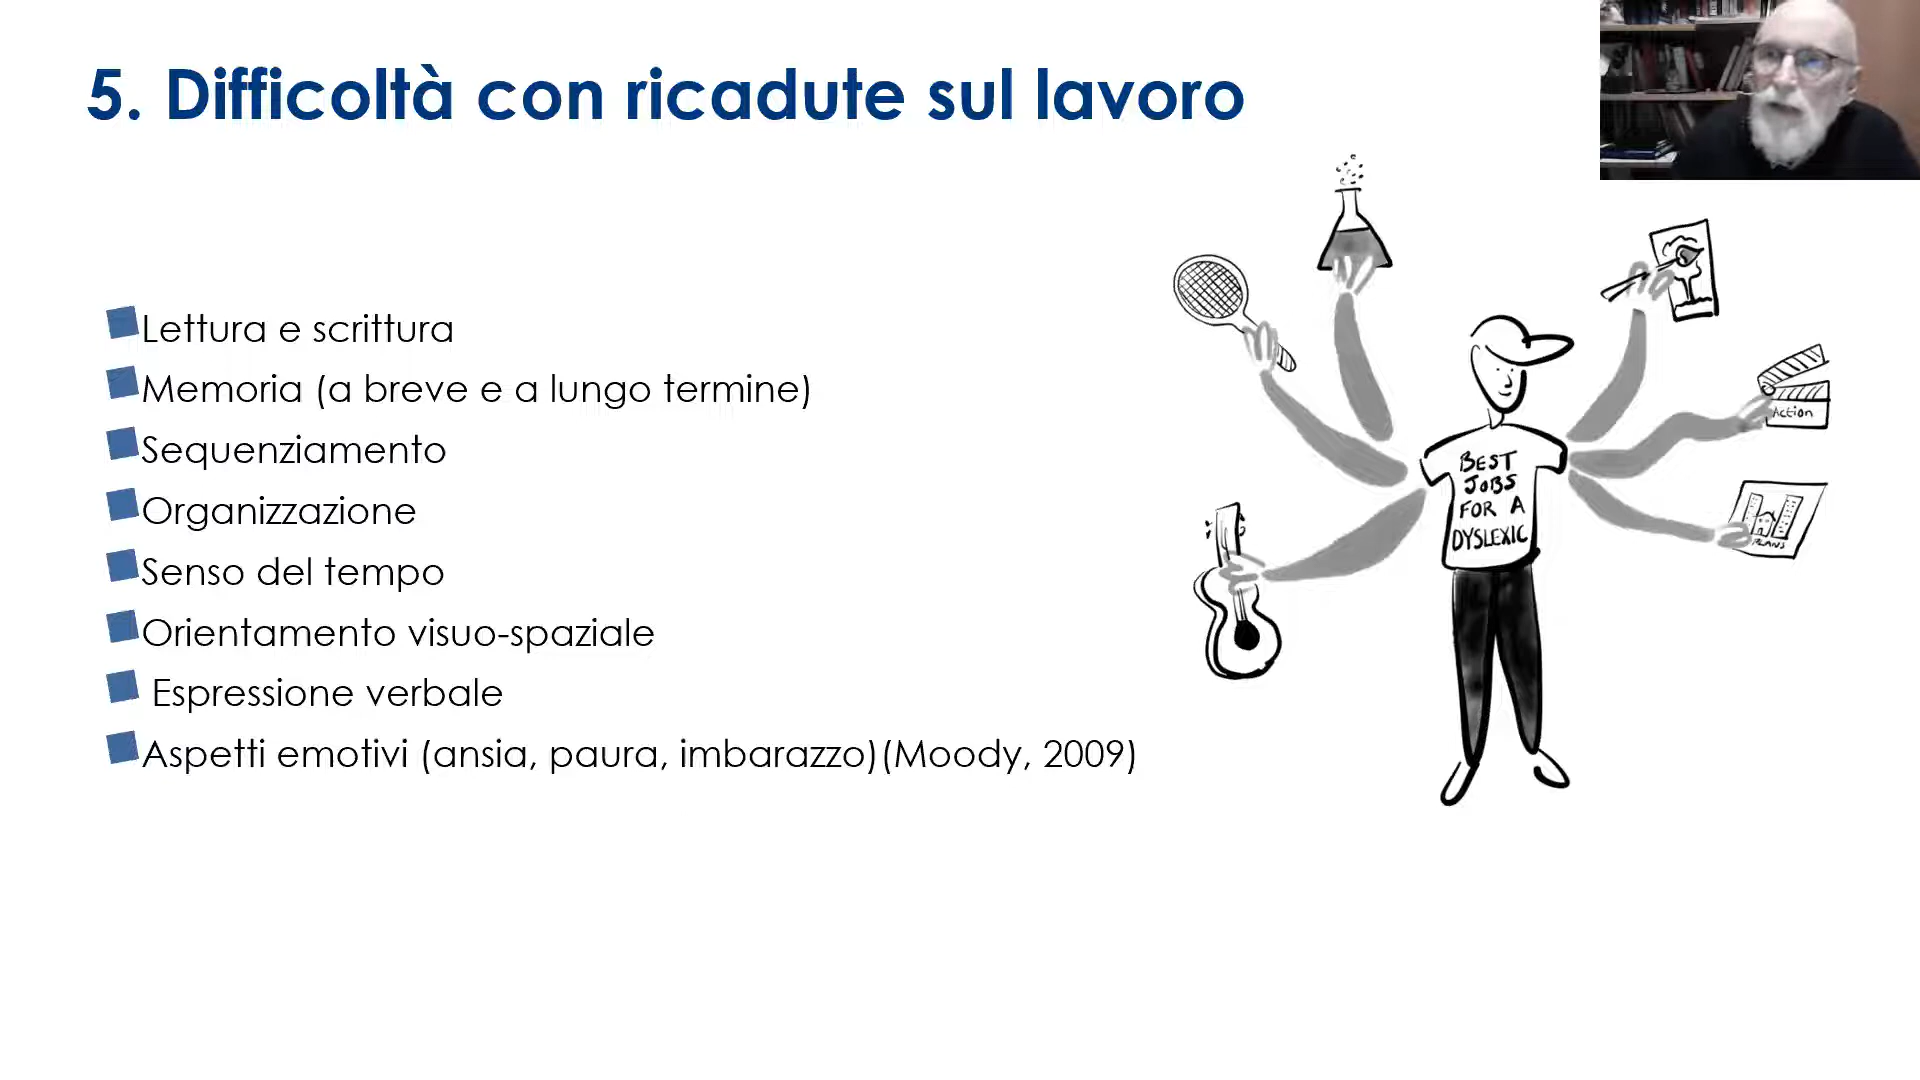 5. Difficoltà con ricadute sul lavoro
Lettura e scrittura
Memoria (a breve e a lungo termine)
Sequenziamento
Organizzazione
Senso del tempo
Orientamento visuo-spaziale
Espressione verbale
Aspetti emotivi (ansia, paura, imbarazzo)(Moody, 2009)
Action
BEST
JOBS
FOR A
DYSLEXIC
PLANS